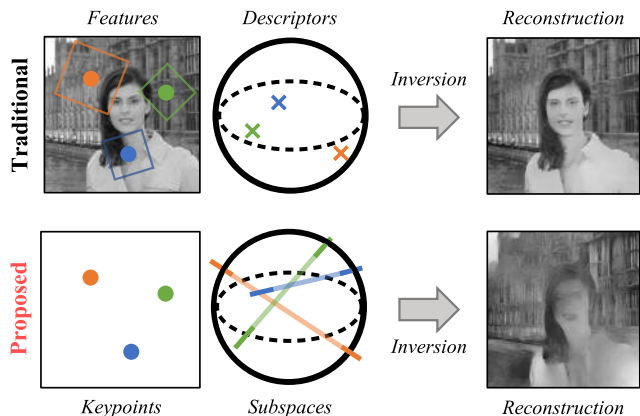 Features Descriptors Reconstruction
Traditional
Inversion
Proposed
Inversion
Keypoints Subspaces Reconstruction